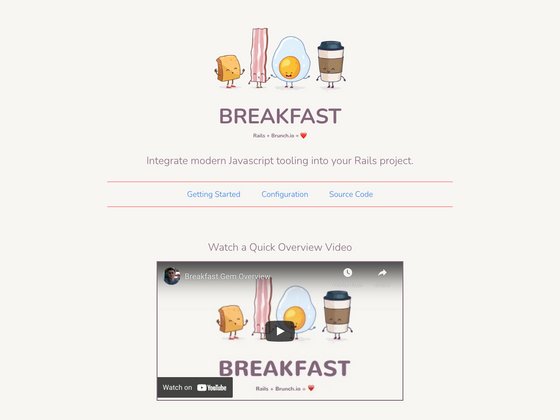 BREAKFAST
Rails + Brunch.io = ❤️
Integrate modern Javascript tooling into your Rails project.
Getting Started Configuration Source Code
Watch a Quick Overview Video
Breakfast Gem Overview
BREAKFAST
Rails + Brunch.io = ❤️
Watch on YouTube